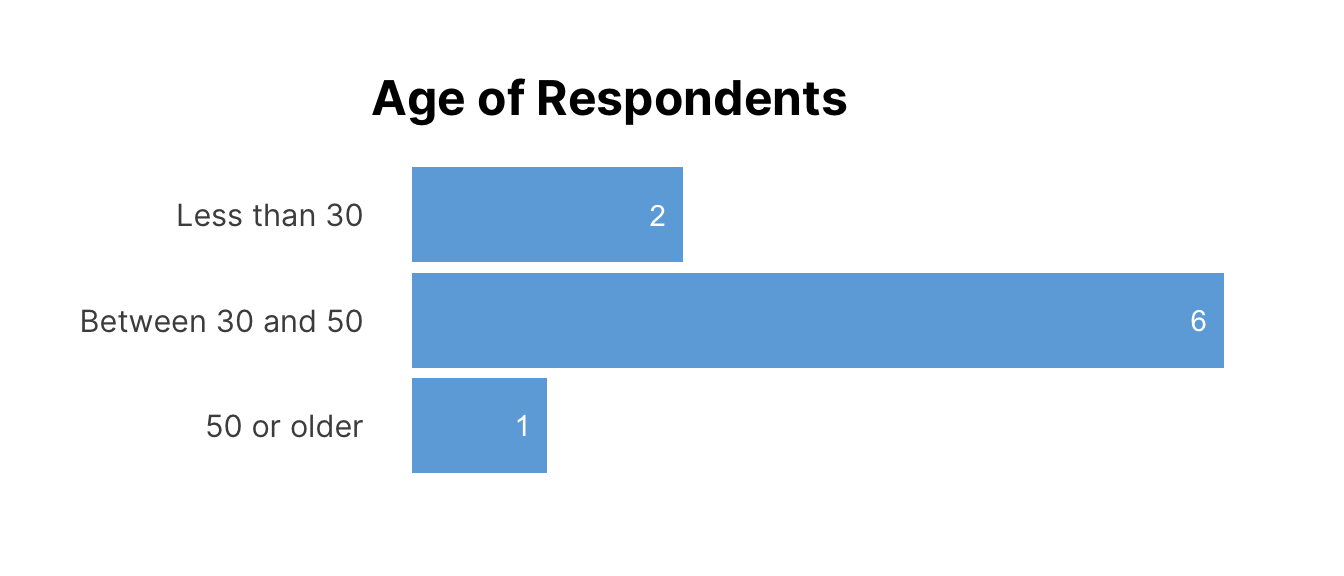 Age of Respondents
Less than 30 2
Between 30 and 50 6
50 or older 1